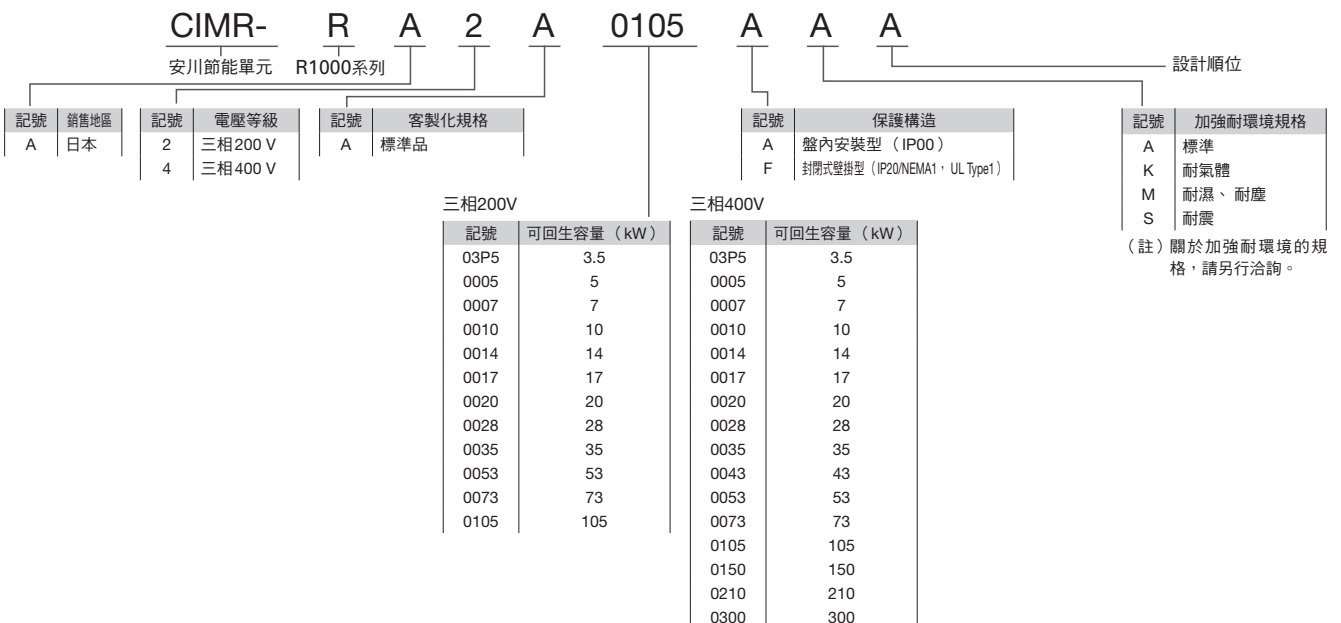 CIMR- R A 2 A 0105 A A A
安川節能單元 R1000系列
設計順位
記號 銷售地區
A 日本
記號 電壓等級
2 三相200 V
4 三相400 V
記號 客製化規格
A 標準品
記號 保護構造
A 盤內安裝型（IP00）
F 封閉式壁掛型（IP20/NEMA1，UL Type1）
記號 加強耐環境規格
A 標準
K 耐氣體
M 耐濕、耐塵
S 耐震
（註）關於加強耐環境的規
格，請另行洽詢。
三相200V
記號 可回生容量（kW）
03P5 3.5
0005 5
0007 7
0010 10
0014 14
0017 17
0020 20
0028 28
0035 35
0053 53
0073 73
0105 105
三相400V
記號 可回生容量（kW）
03P5 3.5
0005 5
0007 7
0010 10
0014 14
0017 17
0020 20
0028 28
0035 35
0043 43
0053 53
0073 73
0105 105
0150 150
0210 210
0300 300